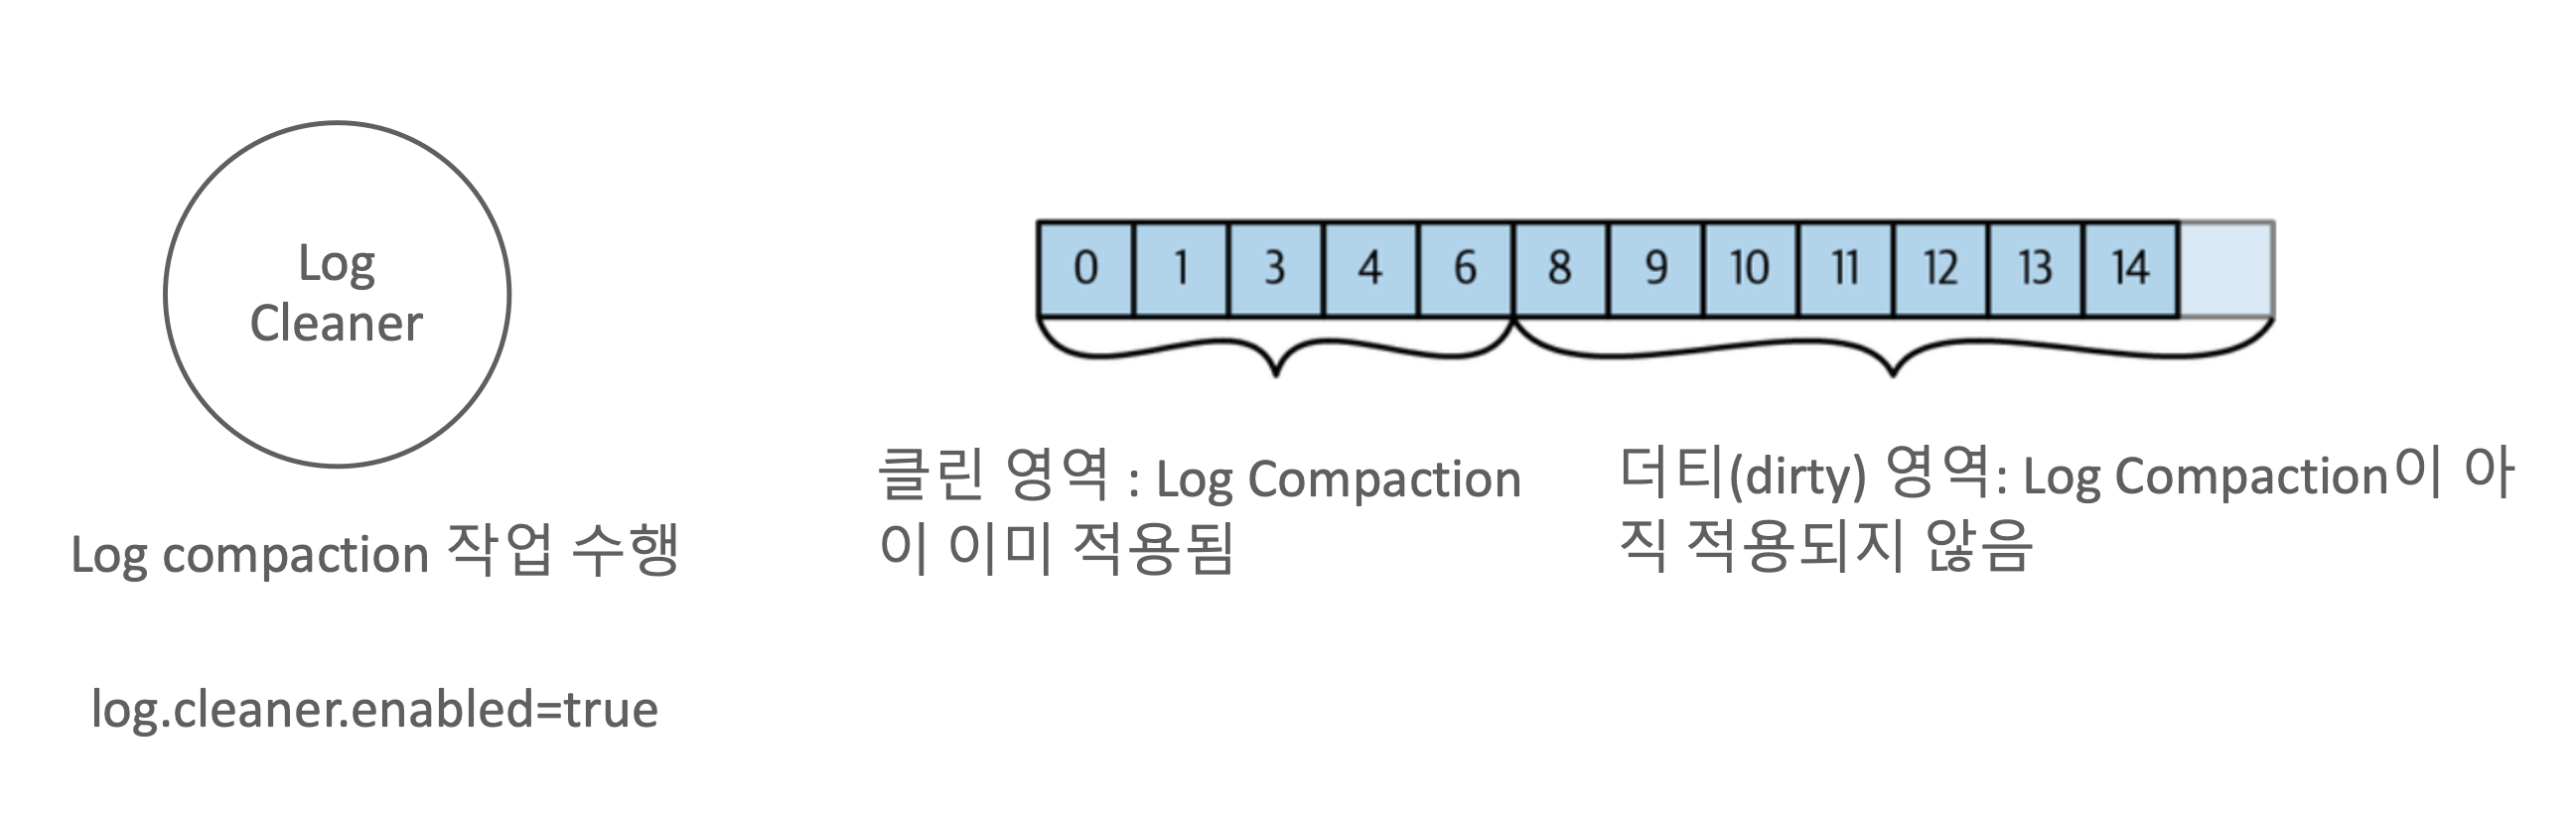 Log
Cleaner
Log compaction 작업 수행
log.cleaner.enabled=true
0 1 3 4 6 8 9 10 11 12 13 14
클린 영역 : Log Compaction
이 이미 적용됨
더티(dirty) 영역: Log Compaction이 아
직 적용되지 않음